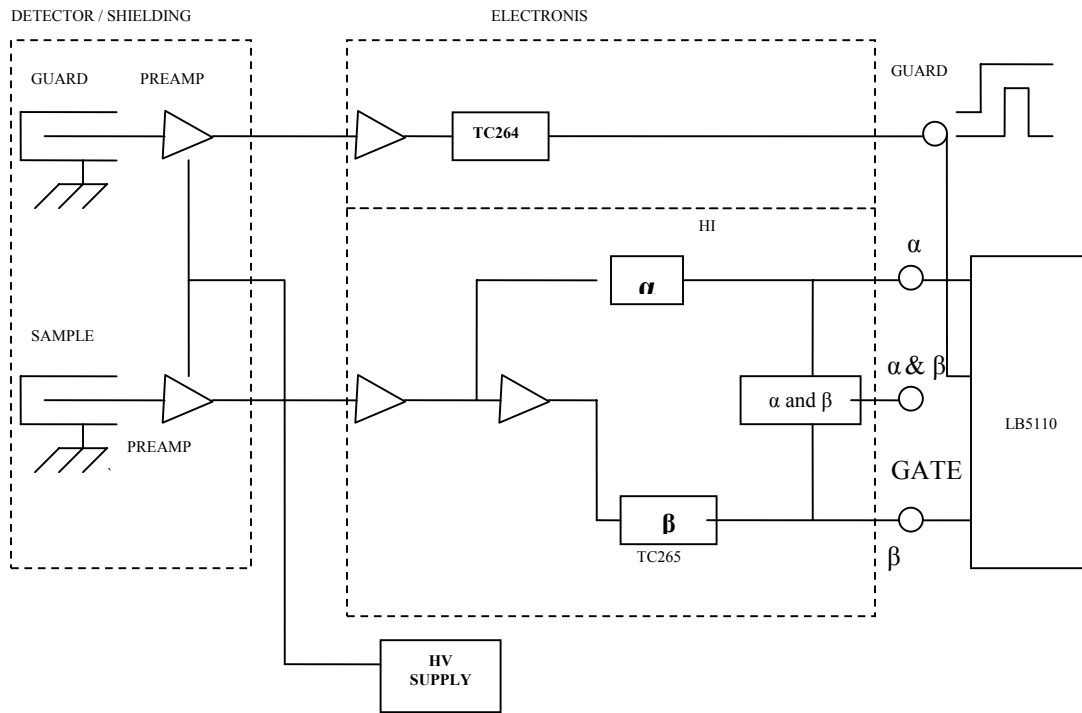 DETECTOR / SHIELDING
ELECTRONIS
GUARD
PREAMP
GUARD
TC264
HI
α
α
SAMPLE
α & β
α and β
LB5110
PREAMP
GATE
β
β
TC265
HV
SUPPLY